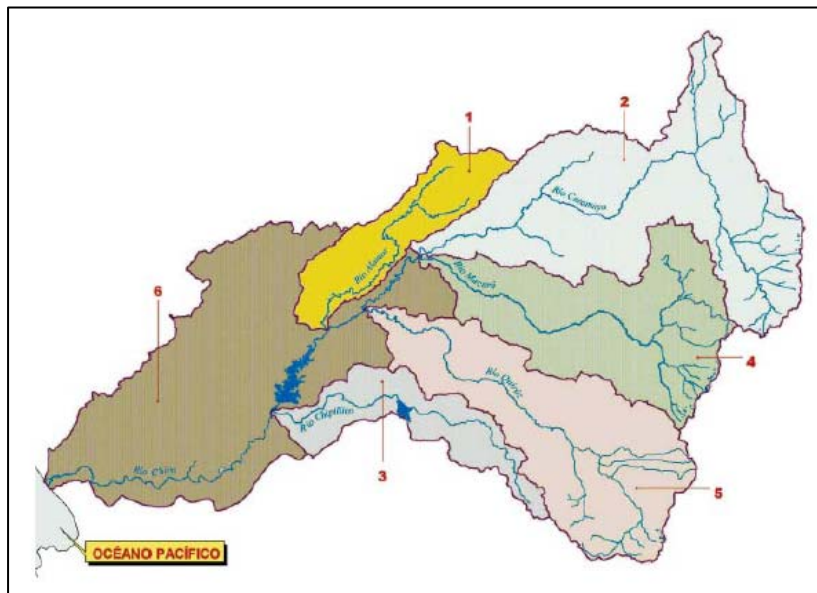 1
2
Río Catamayo
Río Alamor
Río Macará
6
4
Río Quiroz
Río Chipillico
3
Río Chira
5
OCÉANO PACÍFICO